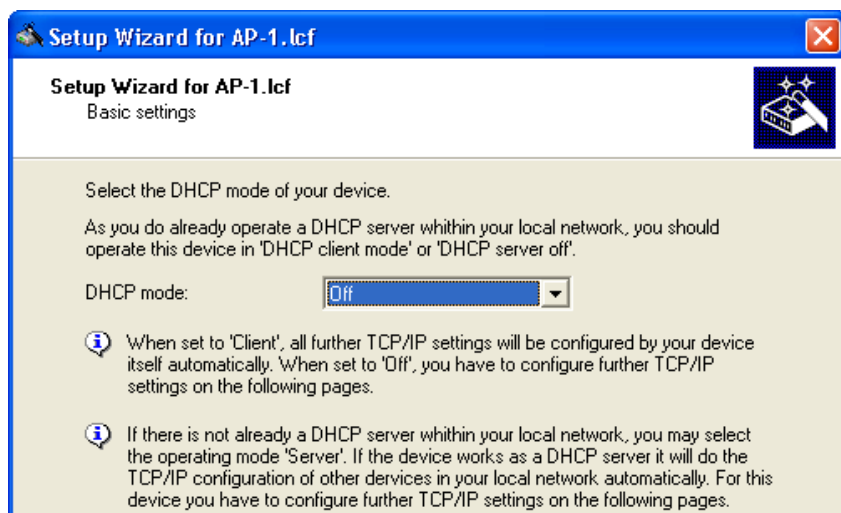 Setup Wizard for AP-1.lcf
Setup Wizard for AP-1.lcf
Basic settings
Select the DHCP mode of your device.
As you do already operate a DHCP server whithin your local network, you should
operate this device in 'DHCP client mode' or 'DHCP server off'.
DHCP mode: Off
When set to 'Client', all further TCP/IP settings will be configured by your device
itself automatically. When set to 'Off', you have to configure further TCP/IP
settings on the following pages.
If there is not already a DHCP server whithin your local network, you may select
the operating mode 'Server'. If the device works as a DHCP server it will do the
TCP/IP configuration of other dervices in your local network automatically. For this
device you have to configure further TCP/IP settings on the following pages.